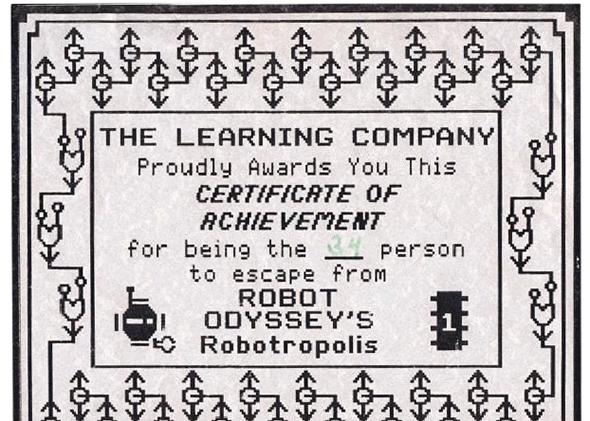 THE LEARNING COMPANY
Proudly Awards You This
CERTIFICATE OF
ACHIEVEMENT
for being the 34 person
to escape from
ROBOT
ODYSSEY'S
Robotropolis
1